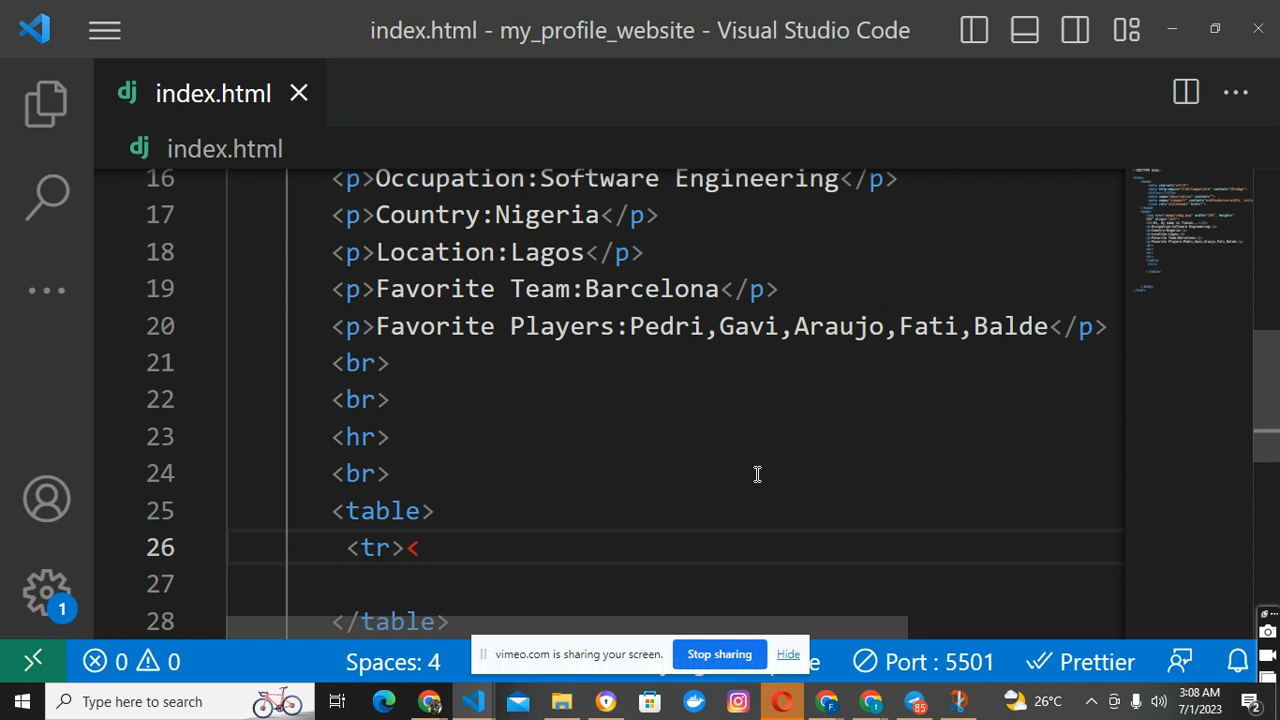 index.html - my_profile_website - Visual Studio Code
index.html
index.html
16 <p>Occupation:Software Engineering</p>
17 <p>Country:Nigeria</p>
18 <p>Location:Lagos</p>
19 <p>Favorite Team:Barcelona</p>
20 <p>Favorite Players:Pedri,Gavi,Araujo,Fati,Balde</p>
21 <br>
22 <br>
23 <hr>
24 <br>
25 <table>
26 <tr><
27
28 </table>
1
vimeo.com is sharing your screen. Stop sharing Hide
0 0 Spaces: 4 Port : 5501 Prettier
Type here to search 85 26°C 3:08 AM
7/1/2023 2